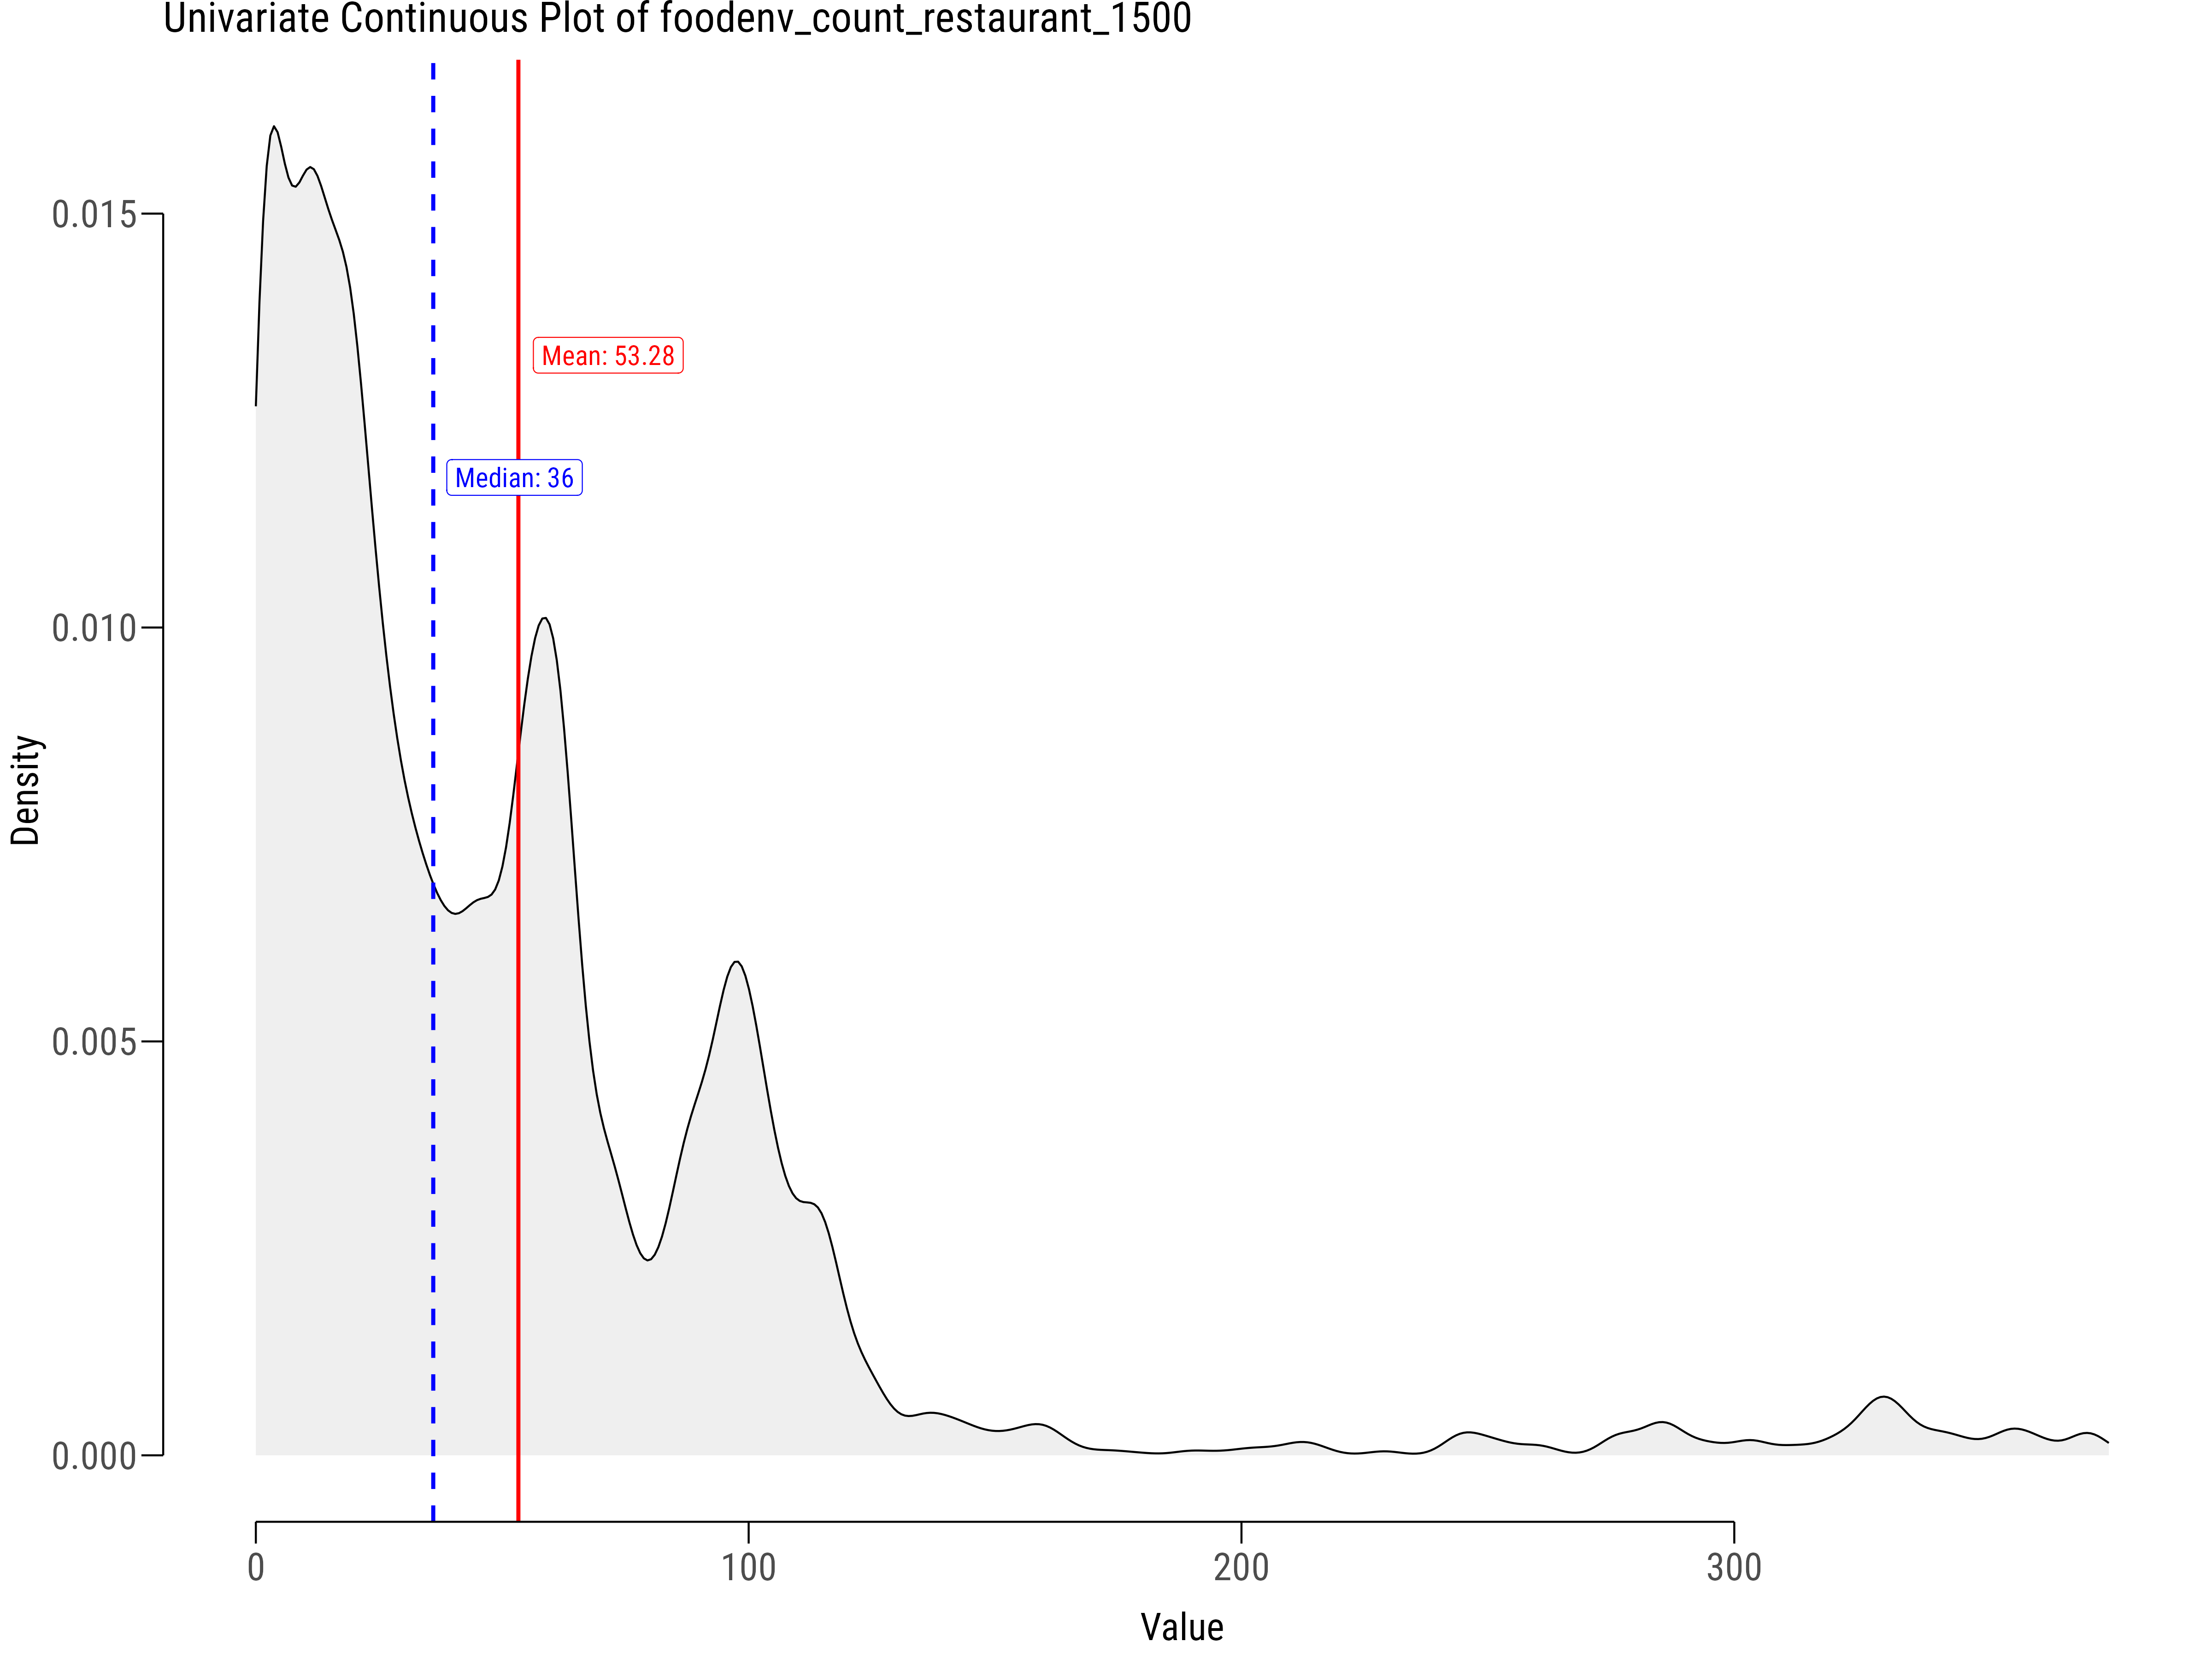 Univariate Continuous Plot of foodenv_count_restaurant_1500
0.015
Mean: 53.28
Median: 36
0.010
Density
0.005
0.000
0 100 200 300
Value